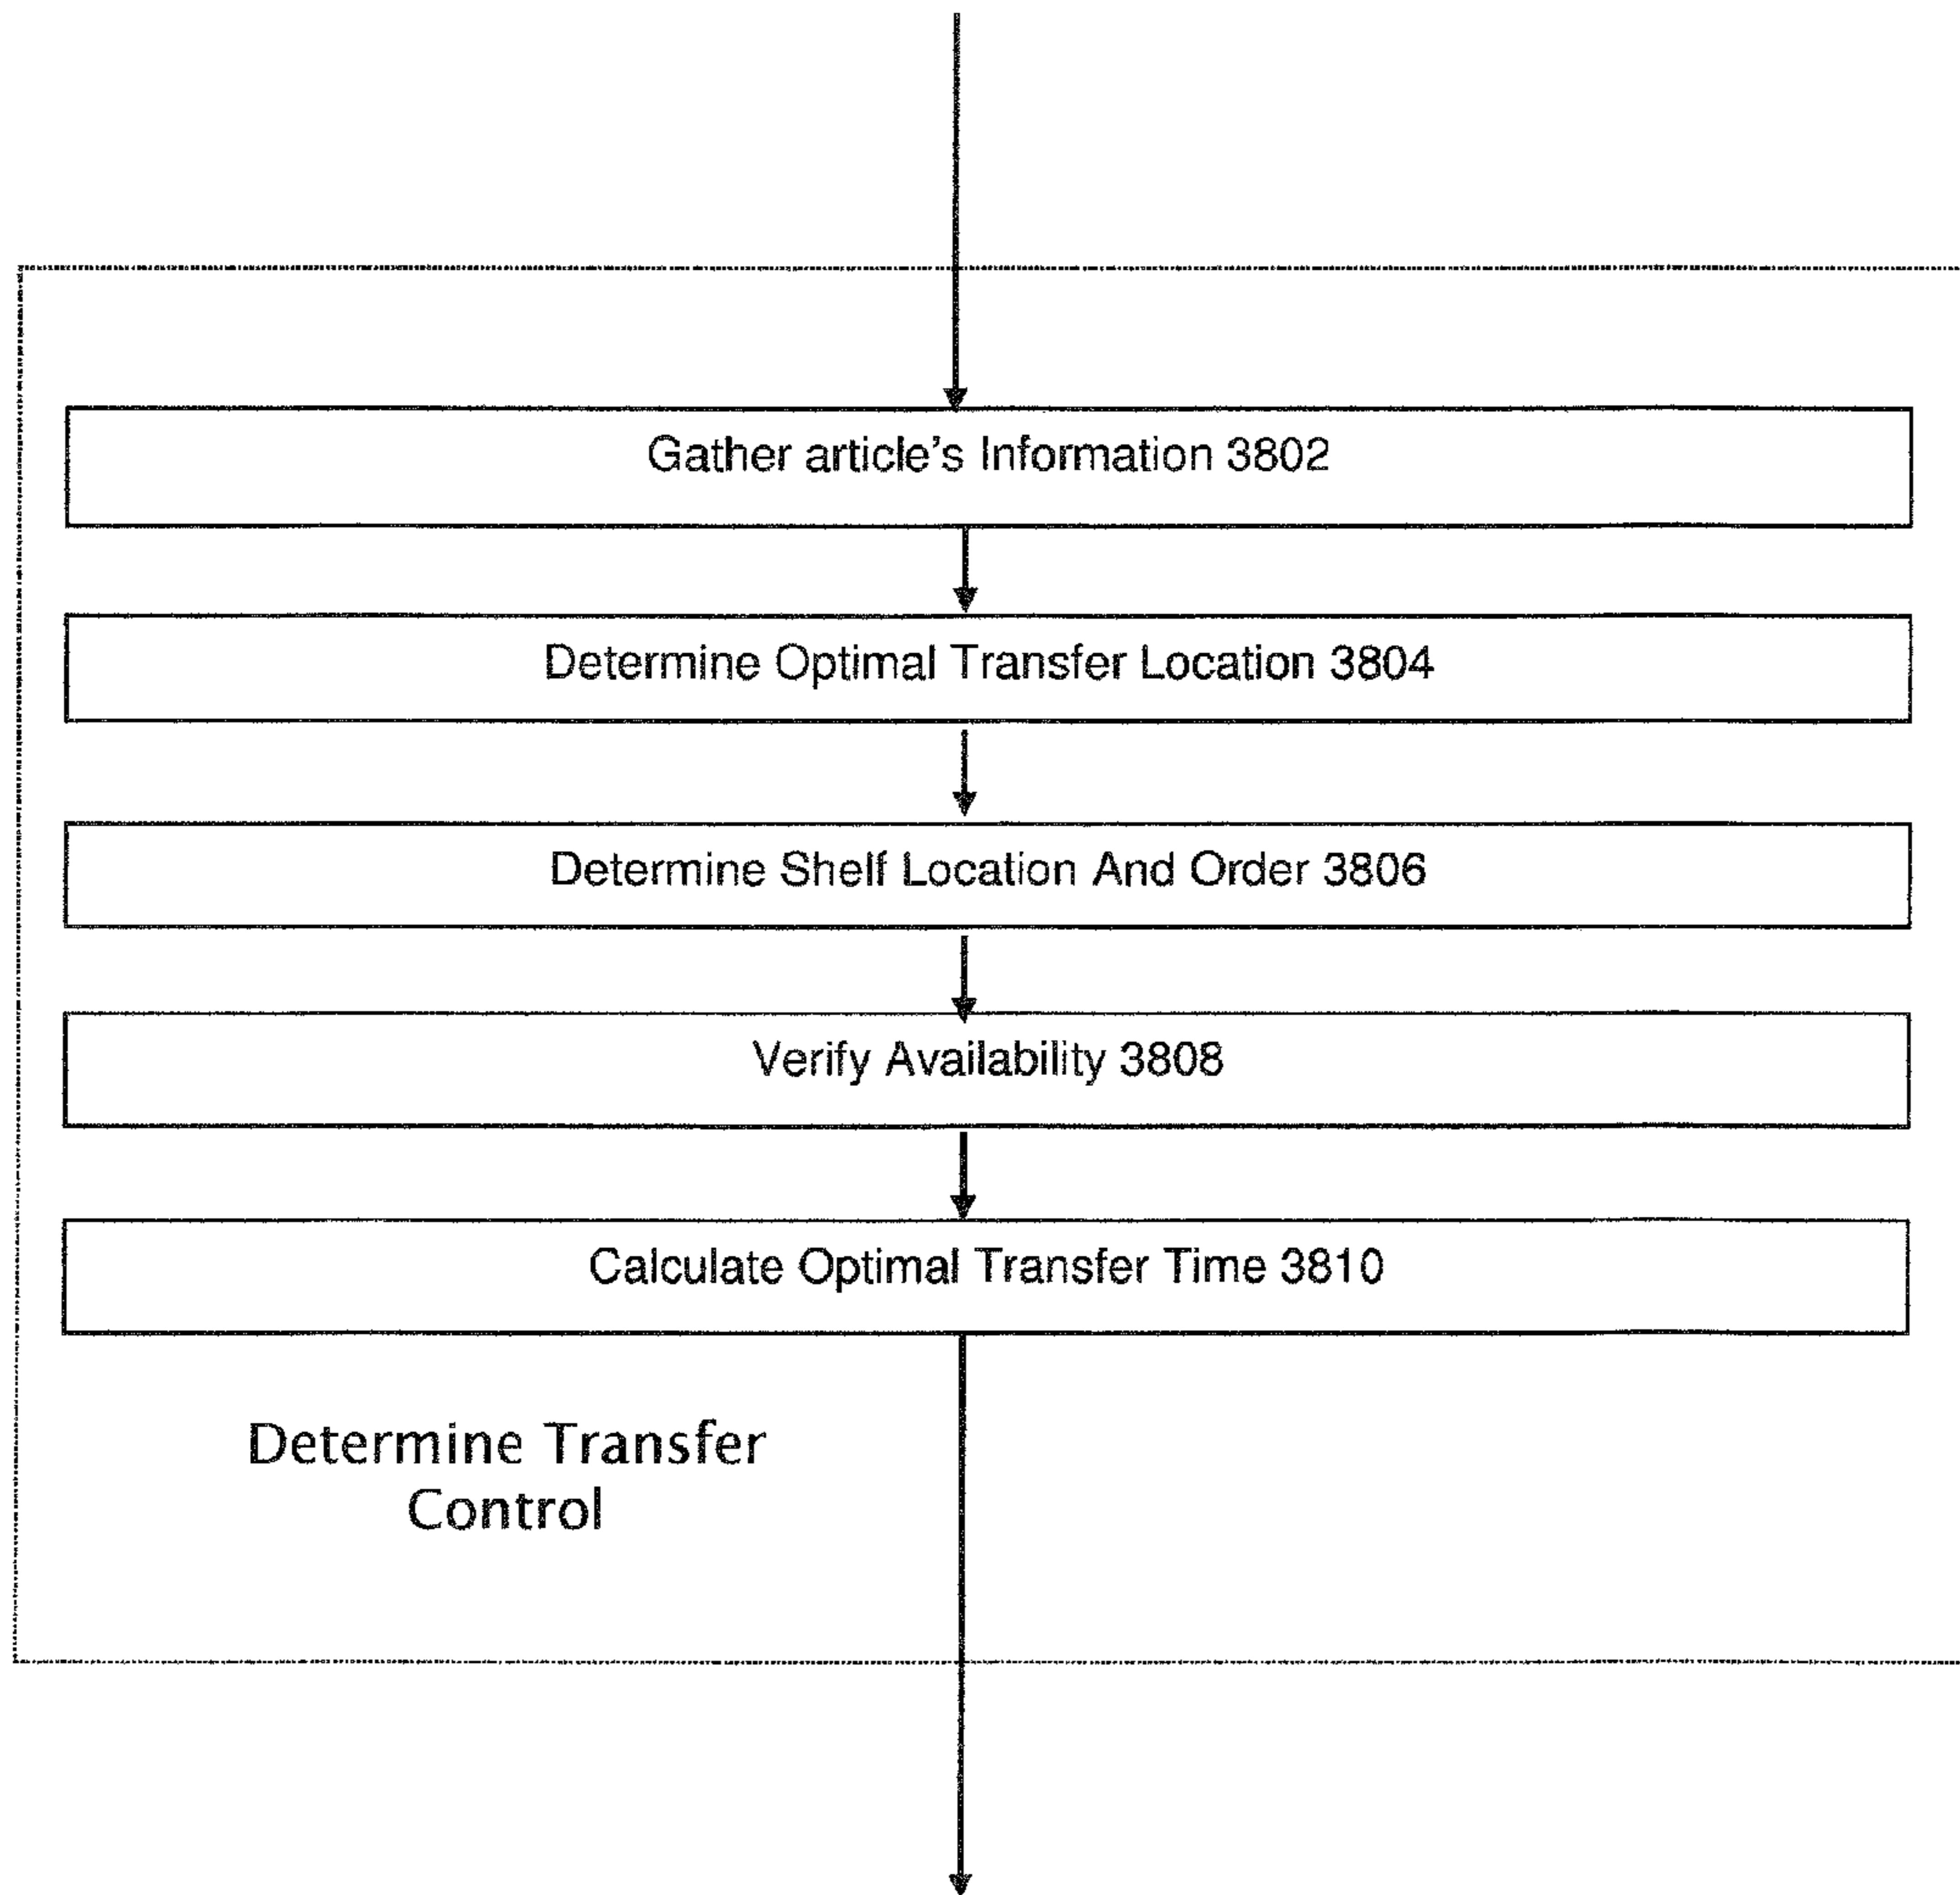 Gather article's Information 3802
Determine Optimal Transfer Location 3804
Determine Shelf Location And Order 3806
Verify Availability 3808
Calculate Optimal Transfer Time 3810
Determine Transfer
Control